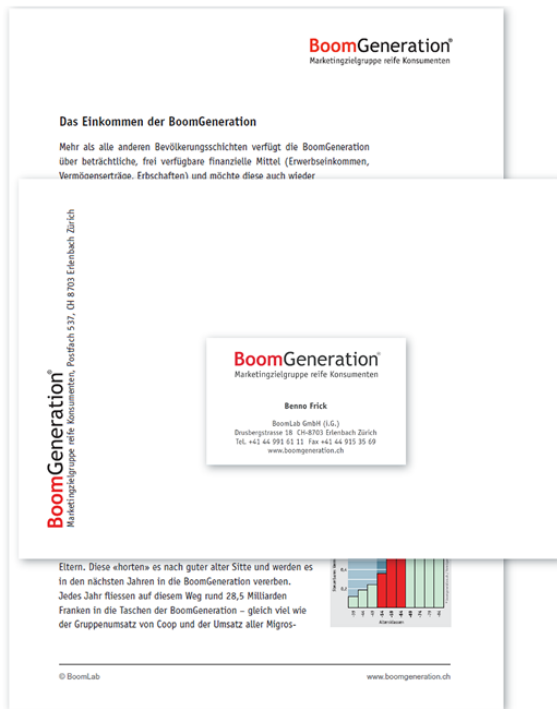 BoomGeneration®
Marketingzielgruppe reife Konsumenten
Das Einkommen der BoomGeneration
Mehr als alle anderen Bevölkerungsschichten verfügt die BoomGeneration
über beträchtliche, frei verfügbare finanzielle Mittel (Erwerbseinkommen,
Vermögenserträge, Erbschaften) und möchte diese auch wieder
BoomGeneration®
Marketingzielgruppe reife Konsumenten, Postfach 537, CH 8703 Erlenbach Zürich
BoomGeneration®
Marketingzielgruppe reife Konsumenten
Benno Frick
BoomLab GmbH (i.G.)
Drusbergstrasse 18 CH-8703 Erlenbach Zürich
Tel. +41 44 991 61 11 Fax +41 44 915 35 69
www.boomgeneration.ch
Eltern. Diese «horten» es nach guter alter Sitte und werden es
in den nächsten Jahren in die BoomGeneration vererben.
Jedes Jahr fliessen auf diesem Weg rund 28,5 Milliarden
Franken in die Taschen der BoomGeneration – gleich viel wie
der Gruppenumsatz von Coop und der Umsatz aller Migros-
Altersklassen
© BoomLab
www.boomgeneration.ch